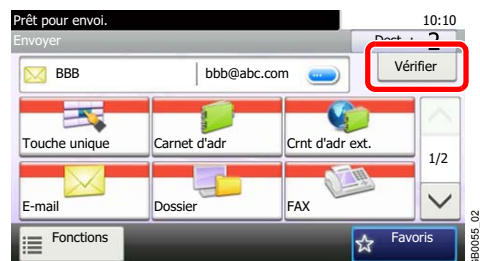 Prêt pour envoi. 10:10
Envoyer Dest. : 2
BBB bbb@abc.com Vérifier
Touche unique Carnet d'adr Crnt d'adr ext.
1/2
E-mail Dossier FAX
Fonctions Favoris